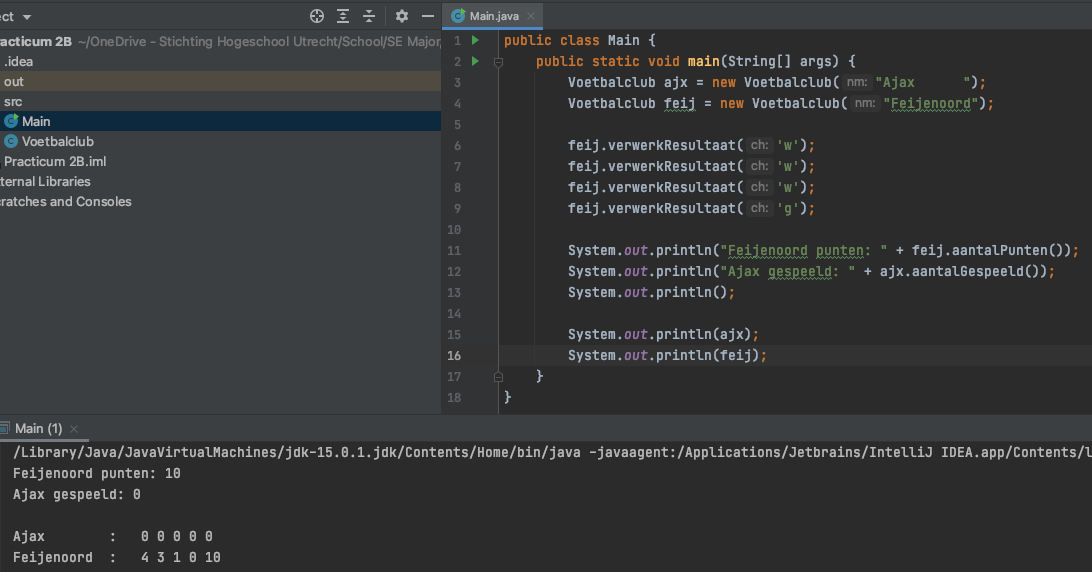 ect
Main.java
acticum 2B ~/OneDrive – Stichting Hogeschool Utrecht/School/SE Major,
.idea
out
src
Main
Voetbalclub
Practicum 2B.iml
ternal Libraries
ratches and Consoles
1 public class Main {
2 public static void main(String[] args) {
3 Voetbalclub ajx = new Voetbalclub( nm: "Ajax      ");
4 Voetbalclub feij = new Voetbalclub( nm: "Feijenoord");
5
6 feij.verwerkResultaat( ch: 'w');
7 feij.verwerkResultaat( ch: 'w');
8 feij.verwerkResultaat( ch: 'w');
9 feij.verwerkResultaat( ch: 'g');
10
11 System.out.println("Feijenoord punten: " + feij.aantalPunten());
12 System.out.println("Ajax gespeeld: " + ajx.aantalGespeeld());
13 System.out.println();
14
15 System.out.println(ajx);
16 System.out.println(feij);
17 }
18 }
Main (1)
/Library/Java/JavaVirtualMachines/jdk-15.0.1.jdk/Contents/Home/bin/java -javaagent:/Applications/Jetbrains/IntelliJ IDEA.app/Contents/l
Feijenoord punten: 10
Ajax gespeeld: 0
Ajax        :   0 0 0 0 0
Feijenoord  :   4 3 1 0 10